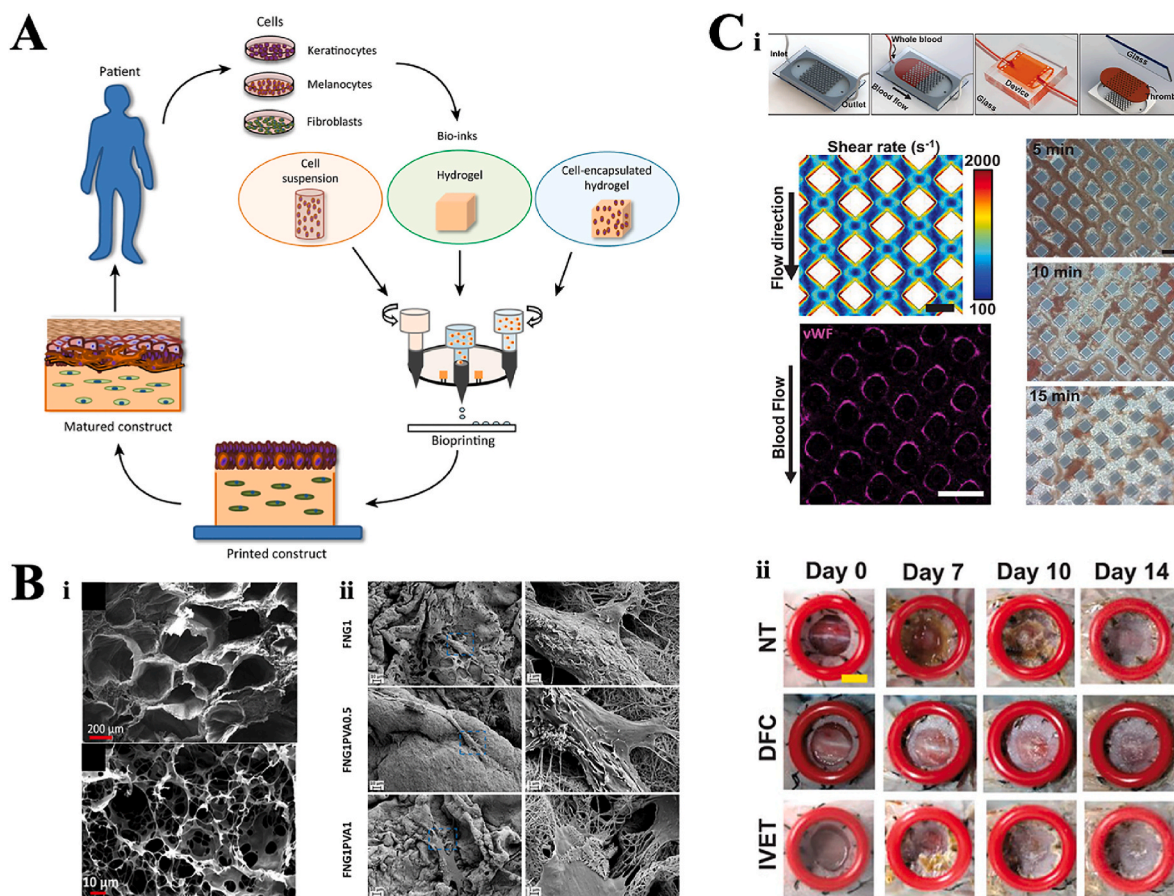 A
Patient
Cells
Keratinocytes
Melanocytes
Fibroblasts
Bio-inks
Cell
suspension
Hydrogel
Cell-encapsulated
hydrogel
Bioprinting
Printed construct
Matured construct
B
i
200 µm
10 µm
ii
FNG1
FNG1PVA0.5
FNG1PVA1
C
i
Inlet
Outlet
Whole blood
Blood flow
Device
Glass
Glass
Shear rate (s⁻¹)
Flow direction
2000
100
vWF
Blood Flow
5 min
10 min
15 min
ii
Day 0
Day 7
Day 10
Day 14
NT
DFC
IVET